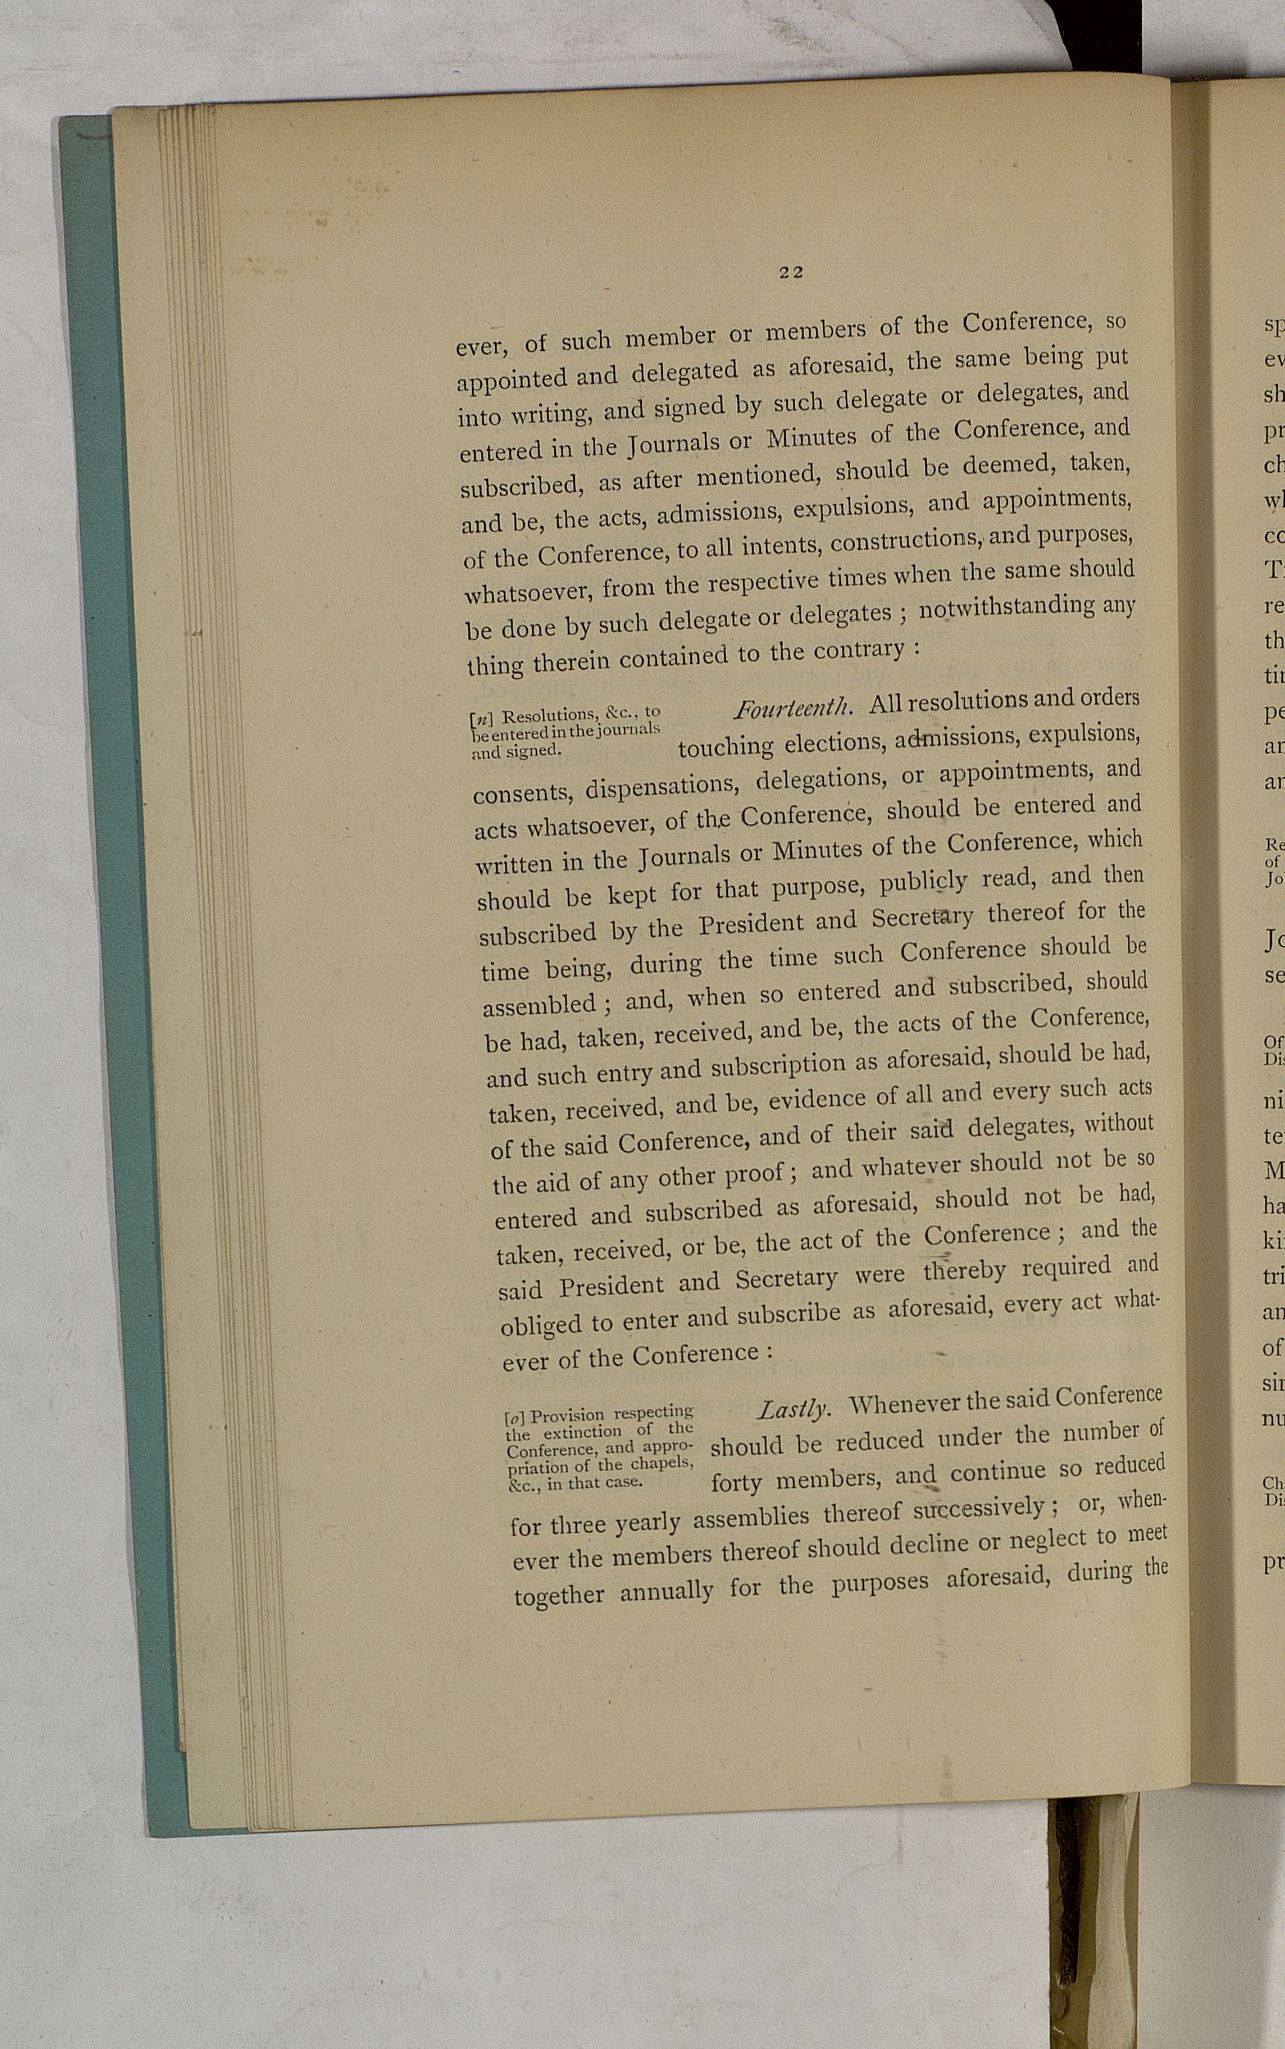 22
ever, of such member or members of the Conference, so
appointed and delegated as aforesaid, the same being put
into writing, and signed by such delegate or delegates, and
entered in the Journals or Minutes of the Conference, and
subscribed, as after mentioned, should be deemed, taken,
and be, the acts, admissions, expulsions, and appointments,
of the Conference, to all intents, constructions, and purposes,
whatsoever, from the respective times when the same should
be done by such delegate or delegates ; notwithstanding any
thing therein contained to the contrary :
[n] Resolutions, &c., to
be entered in the journals
and signed.
Fourteenth. All resolutions and orders
touching elections, admissions, expulsions,
consents, dispensations, delegations, or appointments, and
acts whatsoever, of the Conference, should be entered and
written in the Journals or Minutes of the Conference, which
should be kept for that purpose, publicly read, and then
subscribed by the President and Secretary thereof for the
time being, during the time such Conference should be
assembled ; and, when so entered and subscribed, should
be had, taken, received, and be, the acts of the Conference,
and such entry and subscription as aforesaid, should be had,
taken, received, and be, evidence of all and every such acts
of the said Conference, and of their said delegates, without
the aid of any other proof ; and whatever should not be so
entered and subscribed as aforesaid, should not be had,
taken, received, or be, the act of the Conference ; and the
said President and Secretary were thereby required and
obliged to enter and subscribe as aforesaid, every act what-
ever of the Conference :
[o] Provision respecting
the extinction of the
Conference, and appro-
priation of the chapels,
&c., in that case.
Lastly. Whenever the said Conference
should be reduced under the number of
forty members, and continue so reduced
for three yearly assemblies thereof successively ; or, when-
ever the members thereof should decline or neglect to meet
together annually for the purposes aforesaid, during the